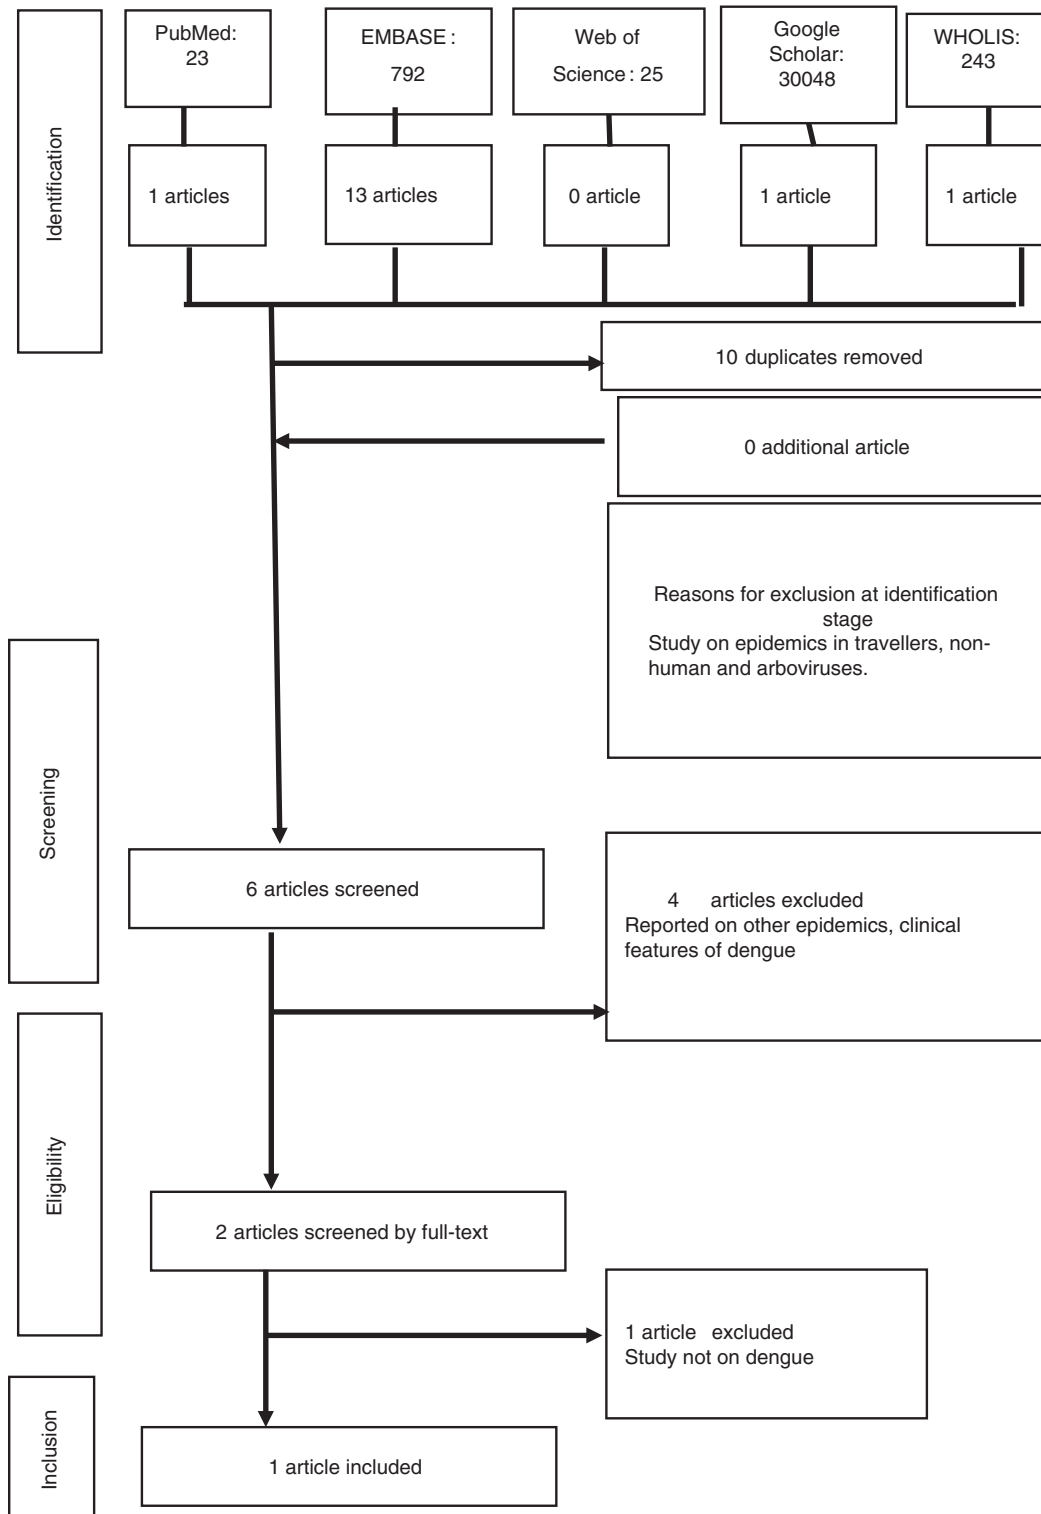 Identification
PubMed:
23
EMBASE :
792
Web of
Science : 25
Google
Scholar:
30048
WHOLIS:
243
1 articles
13 articles
0 article
1 article
1 article
10 duplicates removed
0 additional article
Reasons for exclusion at identification
stage
Study on epidemics in travellers, non-
human and arboviruses.
Screening
6 articles screened
4 articles excluded
Reported on other epidemics, clinical
features of dengue
Eligibility
2 articles screened by full-text
1 article excluded
Study not on dengue
Inclusion
1 article included